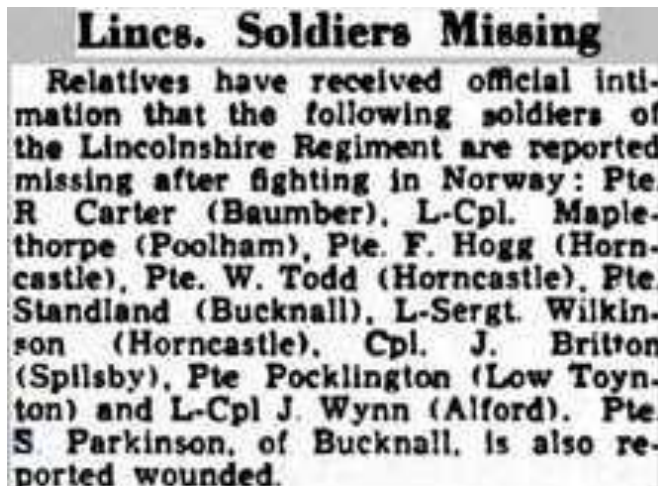 Lincs. Soldiers Missing
Relatives have received official inti-
mation that the following soldiers of
the Lincolnshire Regiment are reported
missing after fighting in Norway: Pte.
R Carter (Baumber), L-Cpl. Maple-
thorpe (Poolham), Pte. F. Hogg (Horn-
castle), Pte. W. Todd (Horncastle), Pte.
Standland (Bucknall), L-Sergt. Wilkin-
son (Horncastle), Cpl. J. Britton
(Spilsby), Pte Pocklington (Low Toyn-
ton) and L-Cpl J. Wynn (Alford). Pte.
S Parkinson, of Bucknall, is also re-
ported wounded.